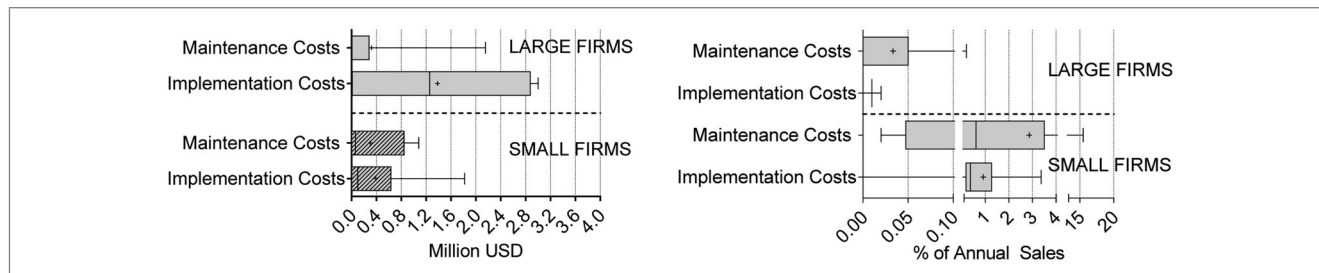 Maintenance Costs
LARGE FIRMS
Implementation Costs
Maintenance Costs
SMALL FIRMS
Implementation Costs
0.0 0.4 0.8 1.2 1.6 2.0 2.4 2.8 3.2 3.6 4.0
Million USD
Maintenance Costs
LARGE FIRMS
Implementation Costs
Maintenance Costs
SMALL FIRMS
Implementation Costs
0.00 0.05 0.10 1 2 3 4 15 20
% of Annual Sales